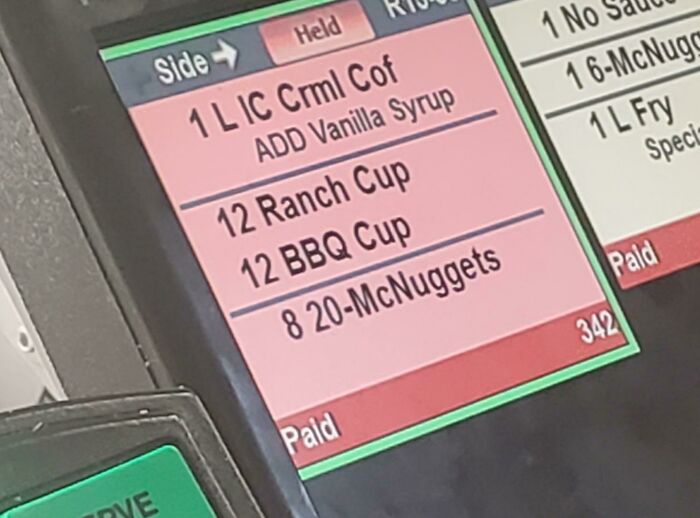 Side → Held
1 L IC Crml Cof
ADD Vanilla Syrup
12 Ranch Cup
12 BBQ Cup
8 20-McNuggets
342
Paid
1 No
1 6-McNugg
1 L Fry
Speci
Paid